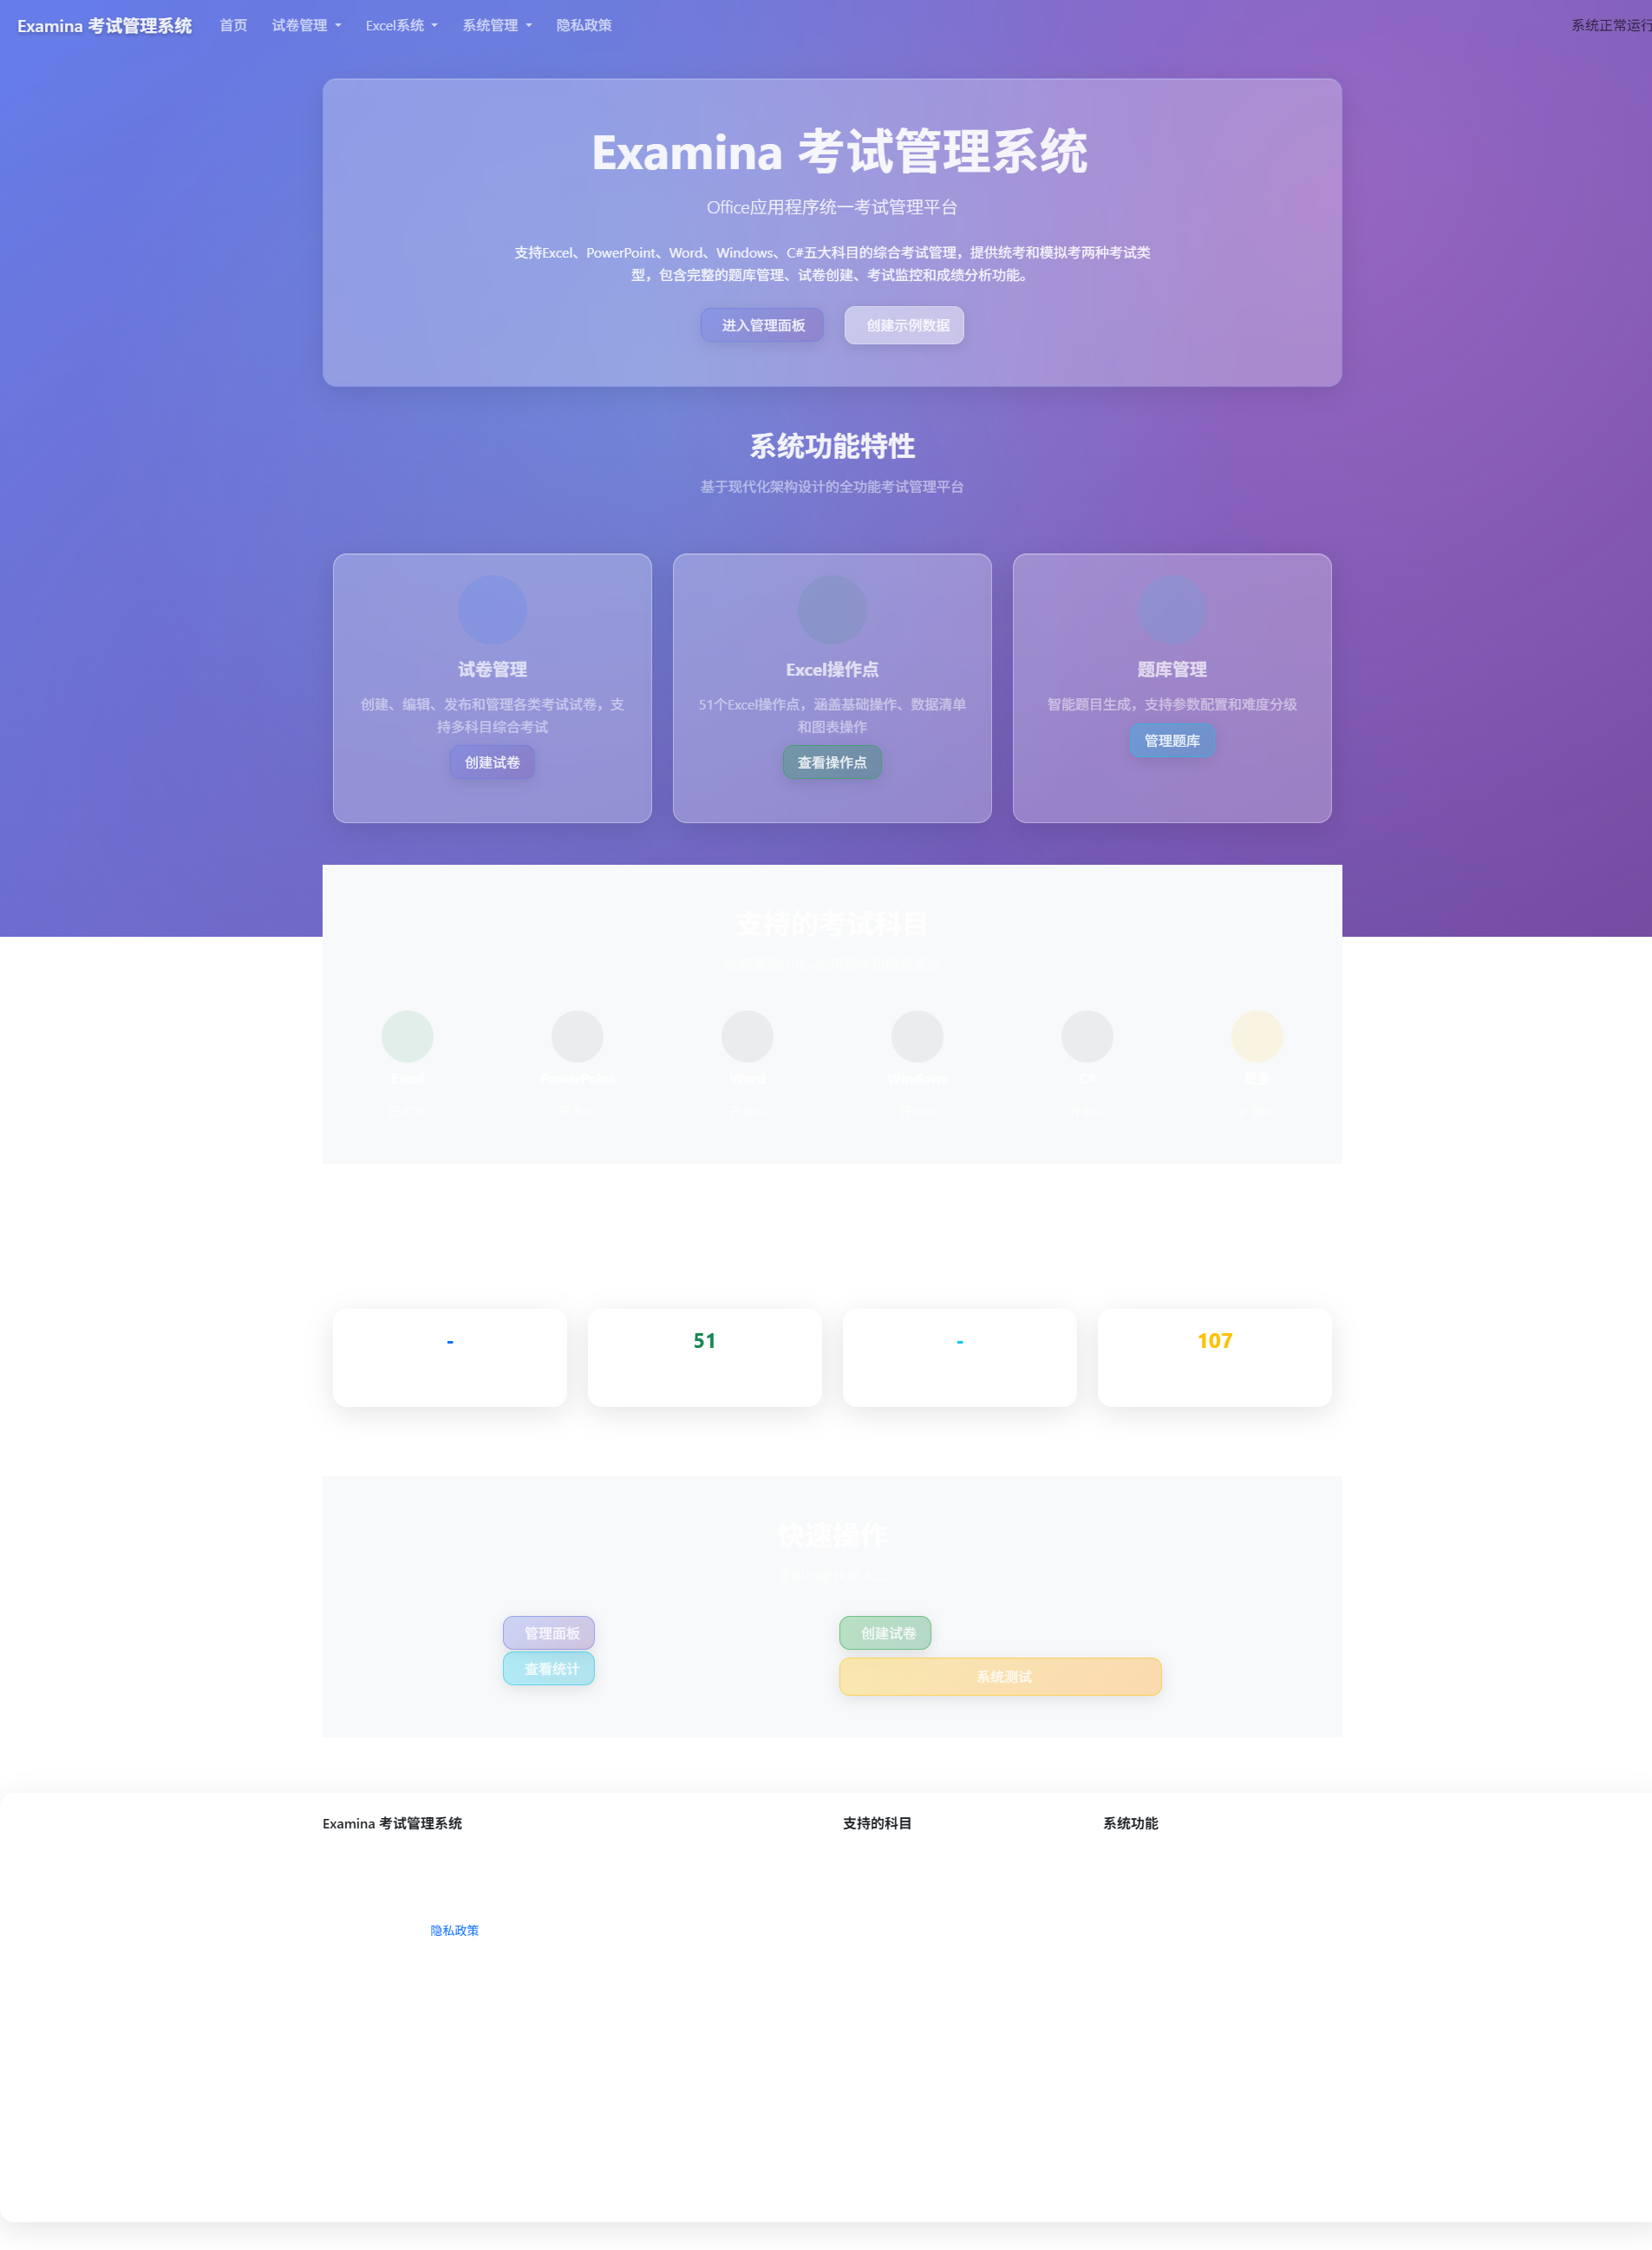 Examina 考试管理系统
首页
试卷管理
Excel系统
系统管理
隐私政策
系统正常运行
Examina 考试管理系统
Office应用程序统一考试管理平台
支持Excel、PowerPoint、Word、Windows、C#五大科目的综合考试管理，提供统考和模拟考两种考试类
型，包含完整的题库管理、试卷创建、考试监控和成绩分析功能。
进入管理面板
创建示例数据
系统功能特性
基于现代化架构设计的全功能考试管理平台
试卷管理
创建、编辑、发布和管理各类考试试卷，支
持多科目综合考试
创建试卷
Excel操作点
51个Excel操作点，涵盖基础操作、数据清单
和图表操作
查看操作点
题库管理
智能题目生成，支持参数配置和难度分级
管理题库
支持的考试科目
Excel
PowerPoint
Word
Windows
C#
-
51
-
107
快速操作
管理面板
创建试卷
查看统计
系统测试
Examina 考试管理系统
支持的科目
系统功能
隐私政策